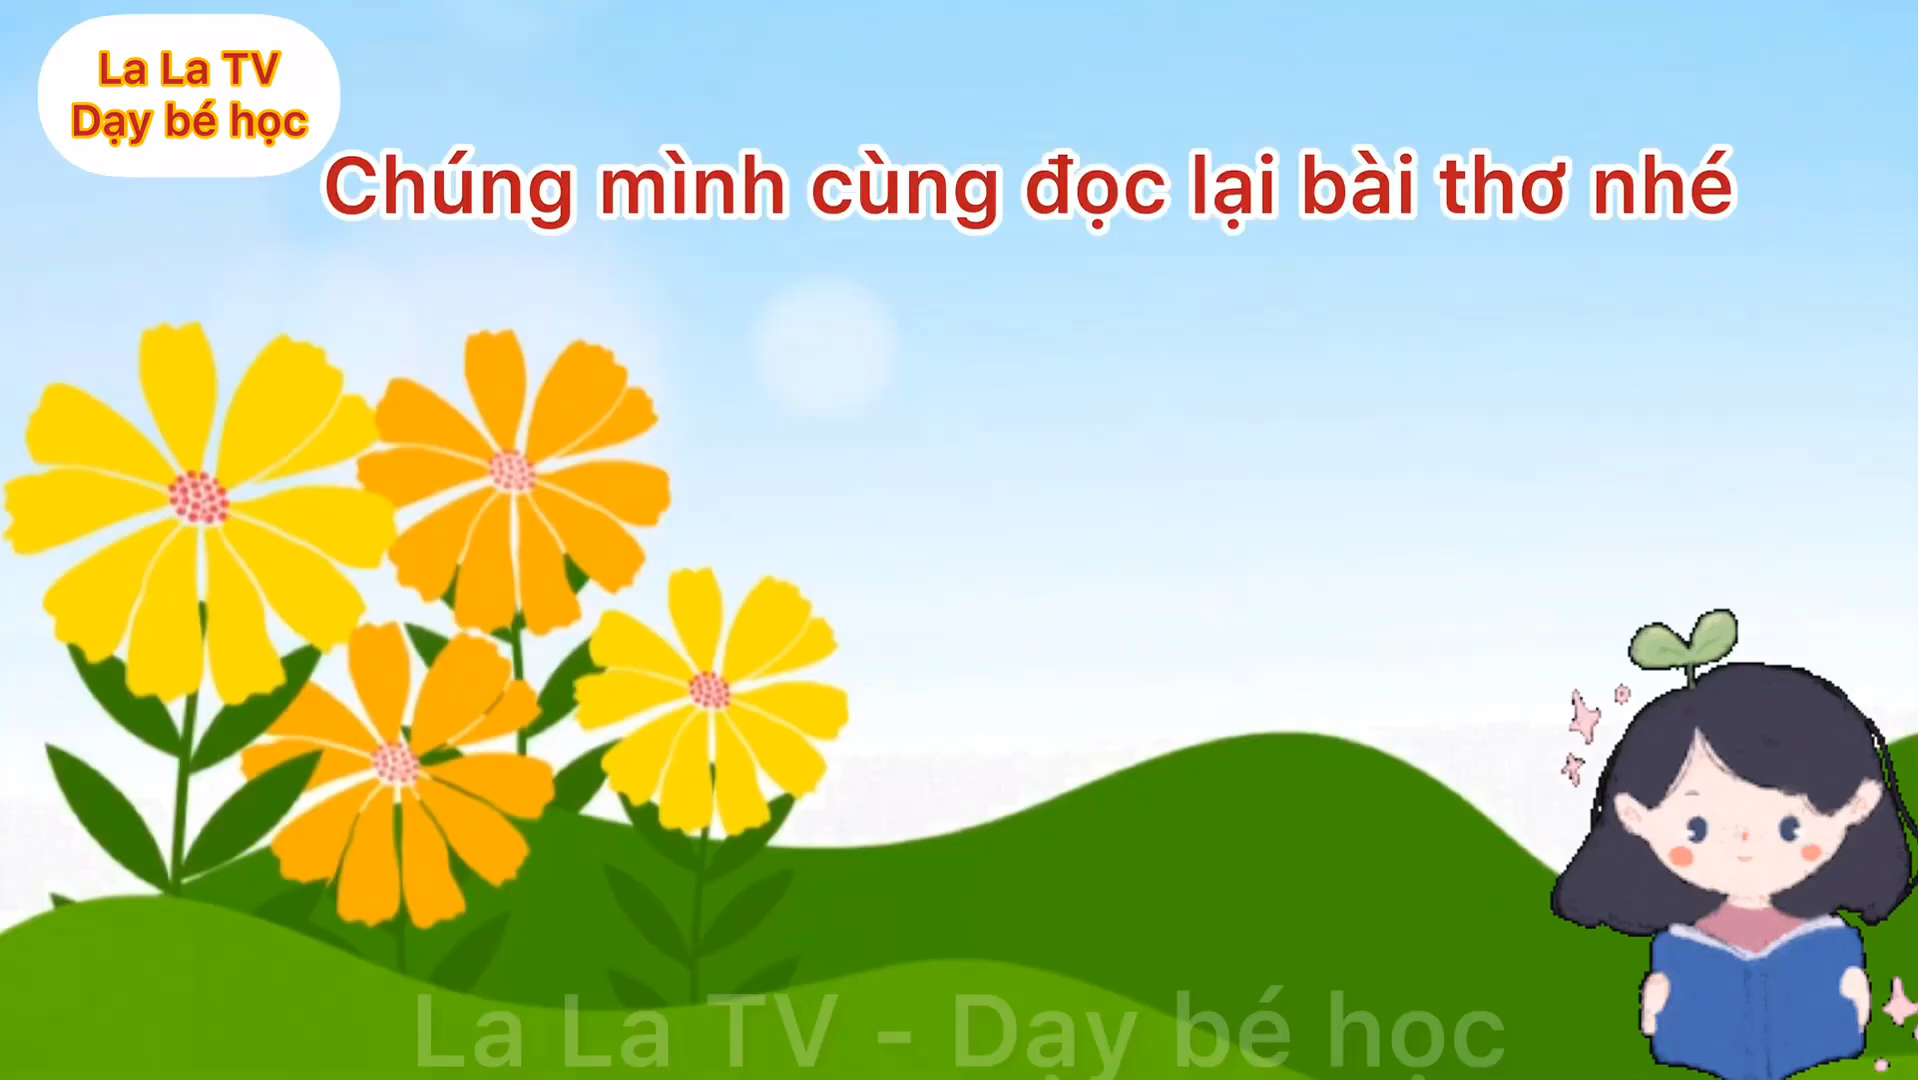 La La TV
Dạy bé học
Chúng mình cùng đọc lại bài thơ nhé
La La TV - Dạy bé học